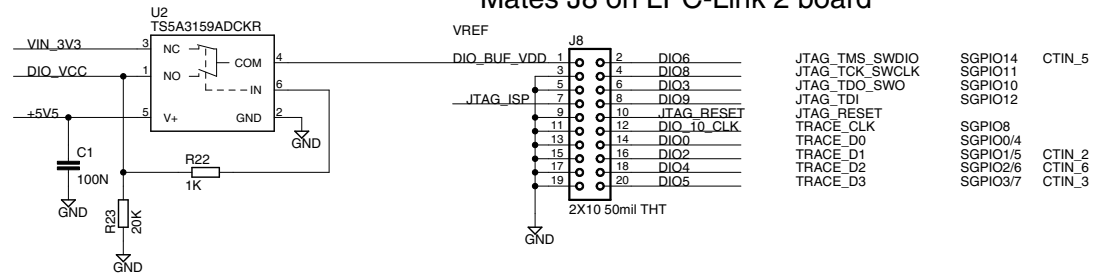 Mates J8 on LPC-Link 2 board
U2
TS5A3159ADCKR
VIN_3V3 3 NC
DIO_VCC 1 NO COM 4
IN 6
+5V5 5 V+ GND 2
GND
C1
100N
GND
R22
1K
R23
20K
GND
VREF
J8
DIO_BUF_VDD 1 2 DIO6 JTAG_TMS_SWDIO SGPIO14 CTIN_5
3 4 DIO8 JTAG_TCK_SWCLK SGPIO11
5 6 DIO3 JTAG_TDO_SWO SGPIO10
JTAG_ISP 7 8 DIO9 JTAG_TDI SGPIO12
9 10 JTAG_RESET JTAG_RESET
11 12 DIO_10_CLK TRACE_CLK SGPIO8
13 14 DIO0 TRACE_D0 SGPIO0/4
15 16 DIO2 TRACE_D1 SGPIO1/5 CTIN_2
17 18 DIO4 TRACE_D2 SGPIO2/6 CTIN_6
19 20 DIO5 TRACE_D3 SGPIO3/7 CTIN_3
2X10 50mil THT
GND